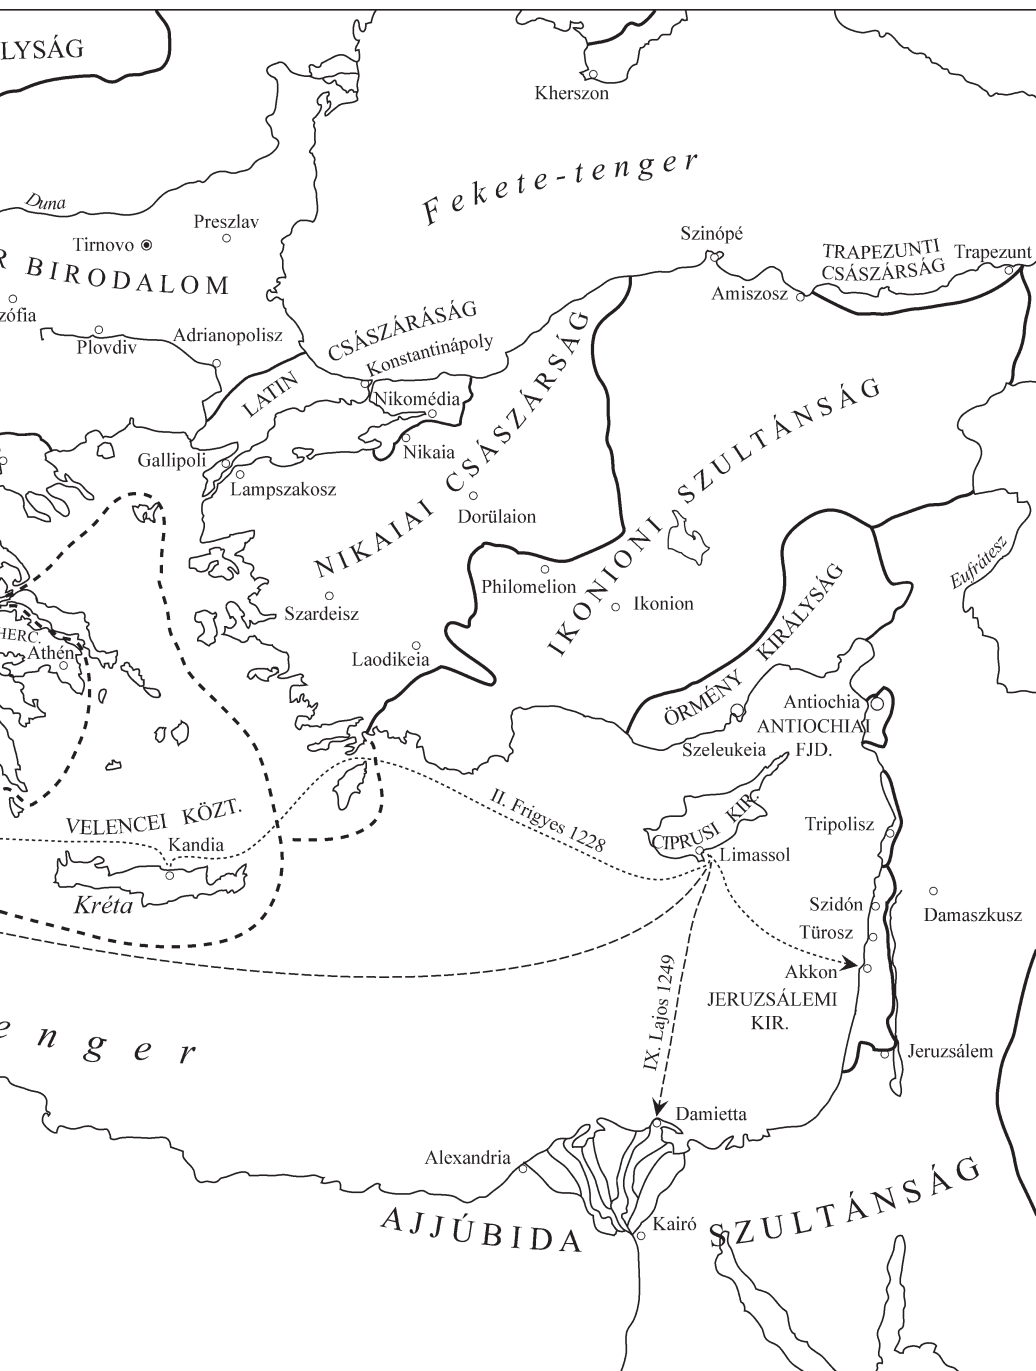 LYSÁG
Kherszon
Fekete-tenger
Duna
Preszlav
Tirnovo
R BIRODALOM
zófia
Plovdiv
Adrianopolisz
Szinópé
TRAPEZUNTI
CSÁSZÁRSÁG
Trapezunt
Amiszosz
LATIN CSÁSZÁRÁSÁG
Konstantinápoly
Nikomédia
Nikaia
Gallipoli
Lampszakosz
NIKAIAI CSÁSZÁRSÁG
Dorülaion
IKONIONI SZULTÁNSÁG
Philomelion
Ikonion
Szardeisz
Laodikeia
Eufrátesz
HERC.
Athén
ÖRMÉNY KIRÁLYSÁG
Szeleukeia
Antiochia
ANTIOCHIAI
FJD.
VELENCEI KÖZT.
Kandia
Kréta
II. Frigyes 1228
CIPRUSI KIR.
Limassol
Tripolisz
Szidón
Damaszkusz
Türosz
Akkon
JERUZSÁLEMI
KIR.
Jeruzsálem
IX. Lajos 1249
enger
Damietta
Alexandria
Kairó
AJJÚBIDA SZULTÁNSÁG